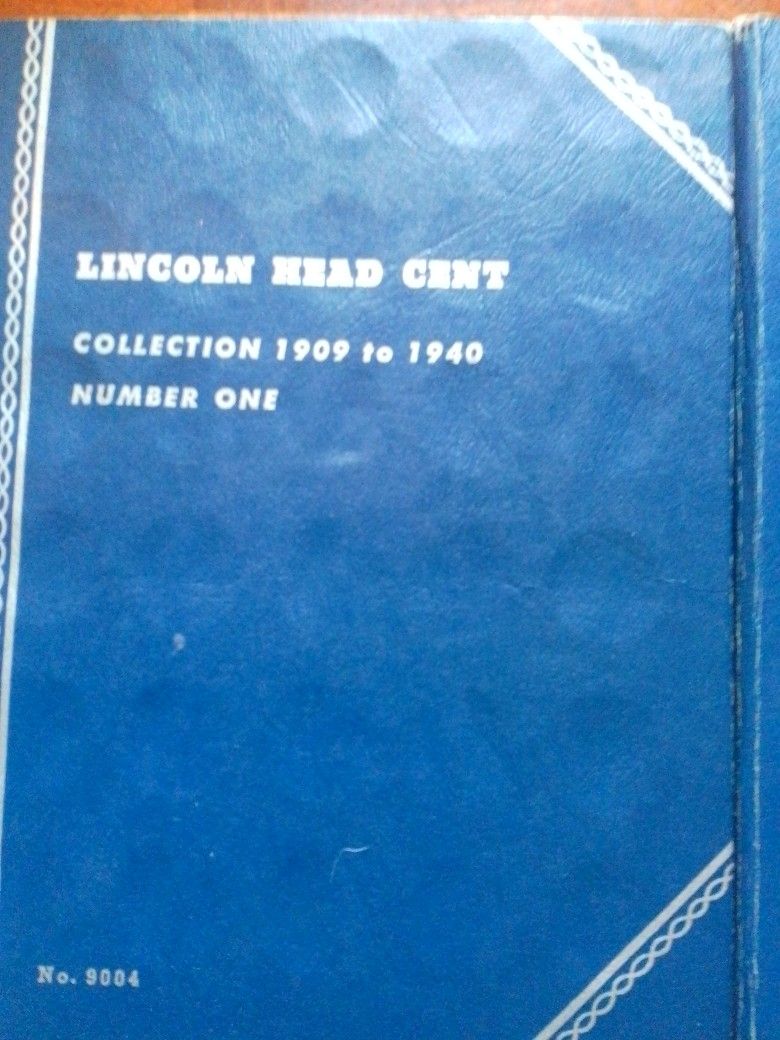 LINCOLN HEAD CENT
COLLECTION 1909 to 1940
NUMBER ONE
No. 9004